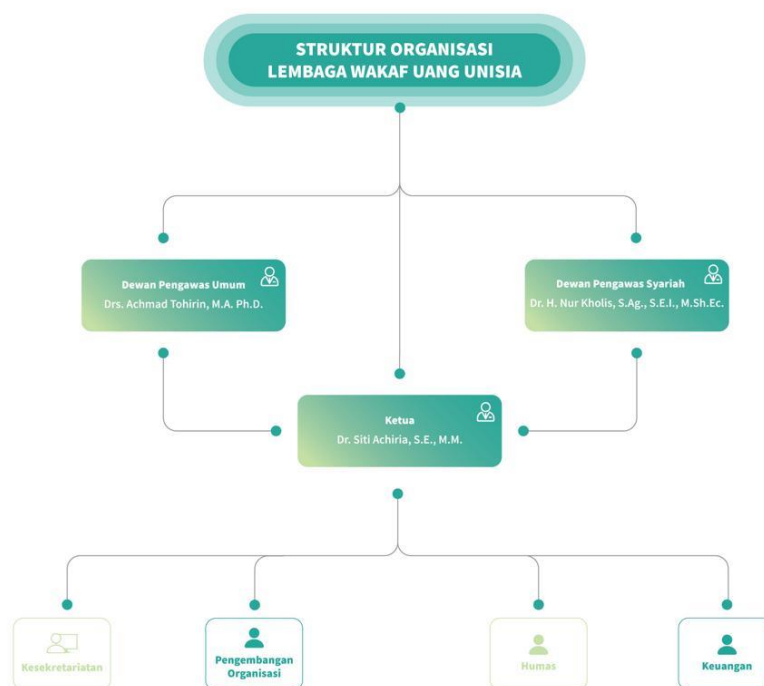 STRUKTUR ORGANISASI
LEMBAGA WAKAF UANG UNISIA
Dewan Pengawas Umum
Drs. Achmad Tohirin, M.A. Ph.D.
Dewan Pengawas Syariah
Dr. H. Nur Kholis, S.Ag., S.E.I., M.Sh.Ec.
Ketua
Dr. Siti Achiria, S.E., M.M.
Kesekretariatan
Pengembangan
Organisasi
Humas
Keuangan